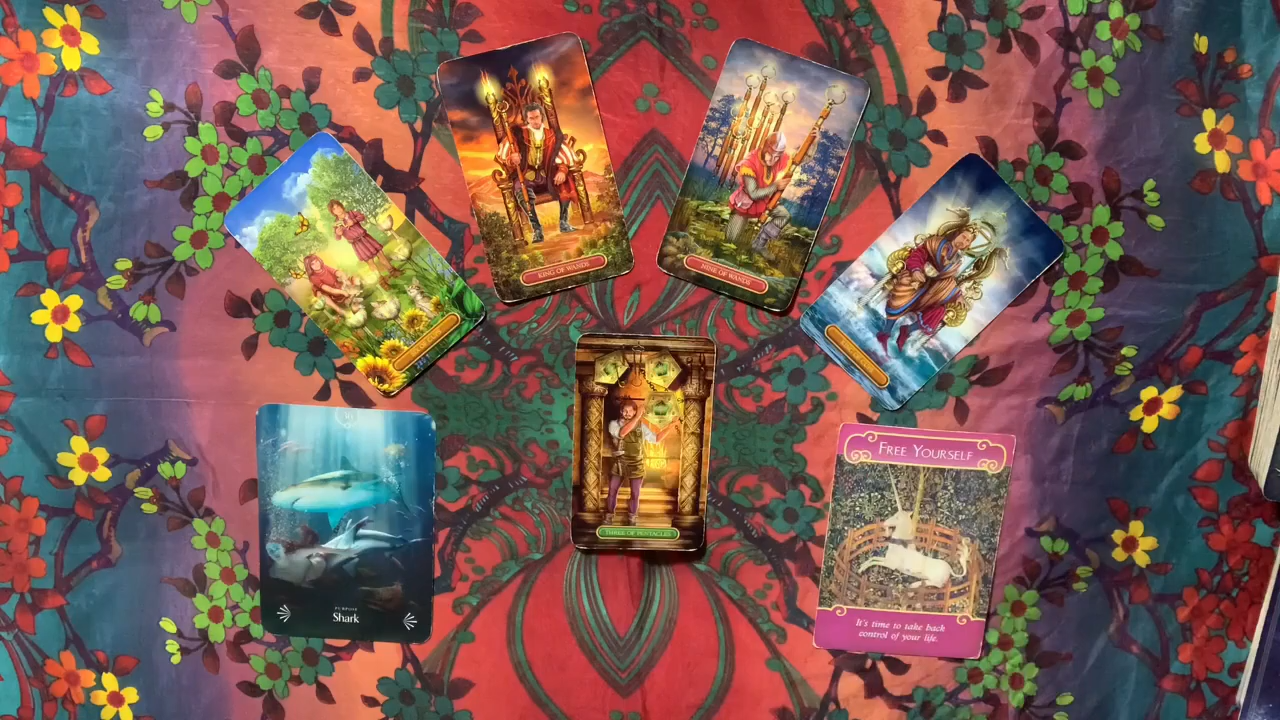 KING OF WANDS
NINE OF WANDS
THREE OF PENTACLES
FREE YOURSELF
It's time to take back
control of your life.
PURPOSE
Shark